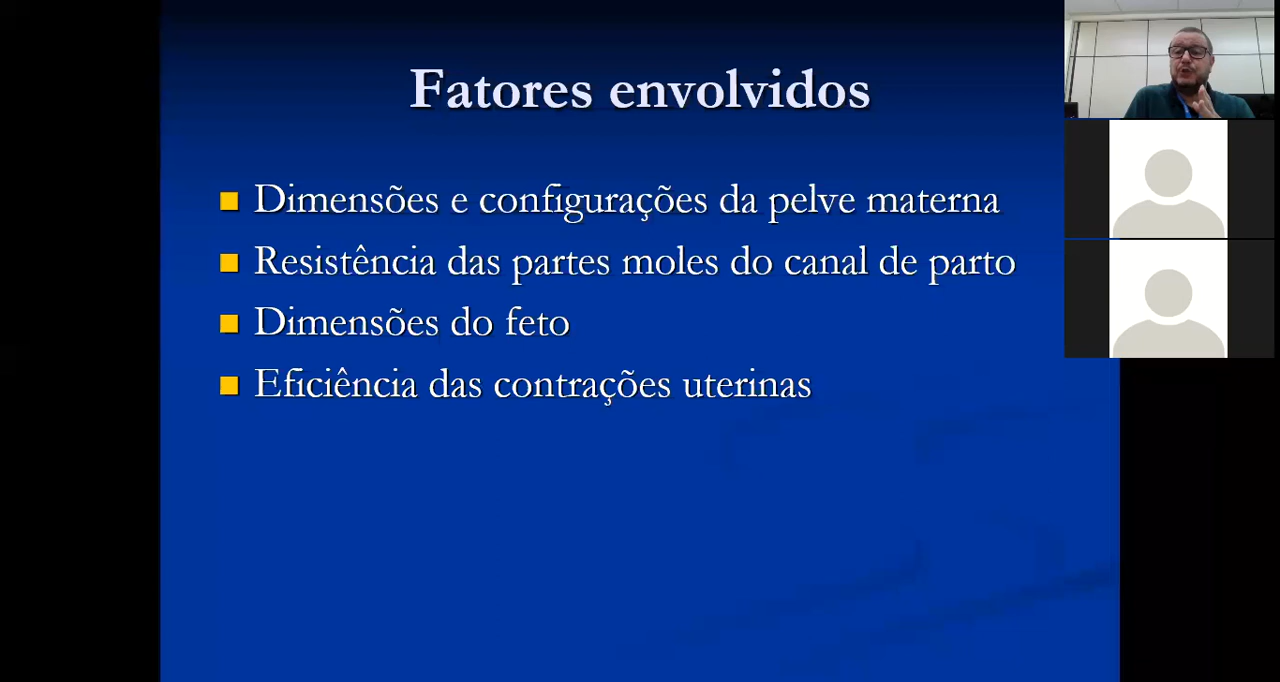 Fatores envolvidos
Dimensões e configurações da pelve materna
Resistência das partes moles do canal de parto
Dimensões do feto
Eficiência das contrações uterinas